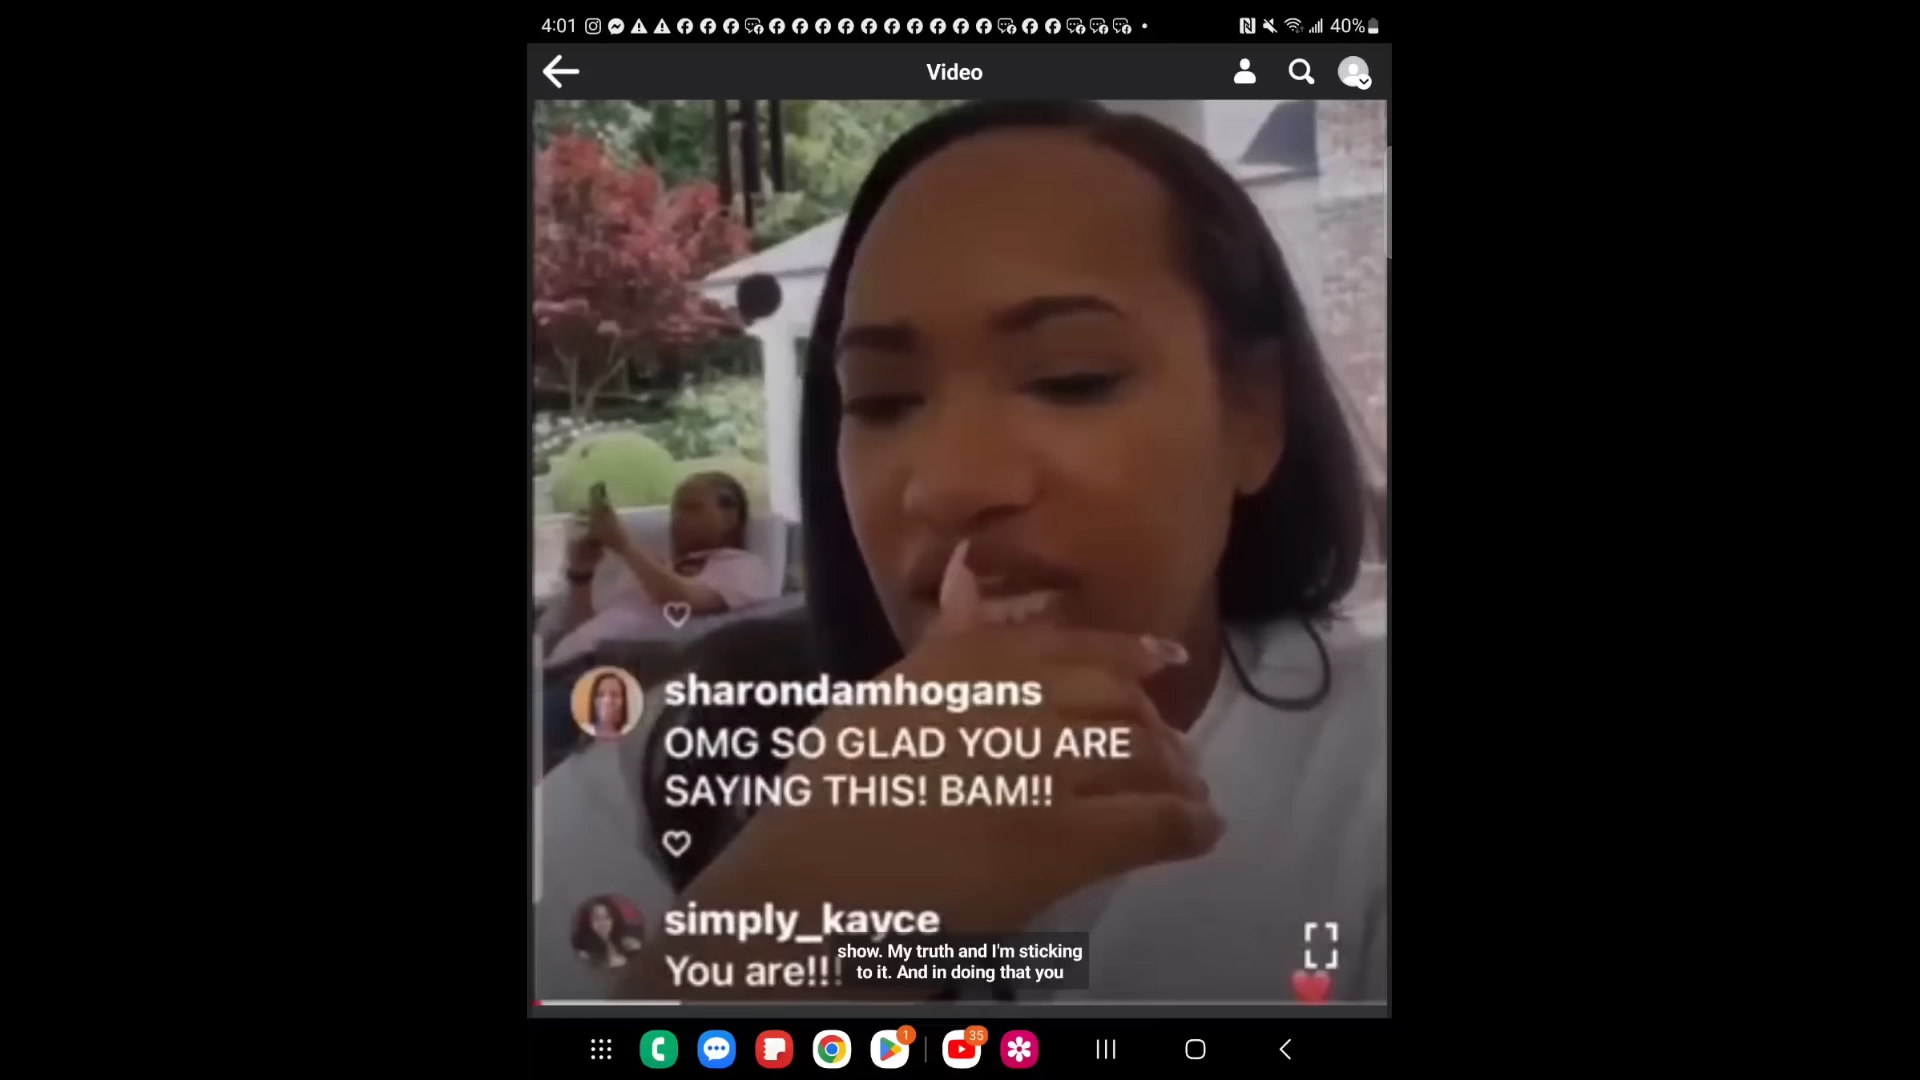 4:01
40%
Video
sharondamhogans
OMG SO GLAD YOU ARE
SAYING THIS! BAM!!
simply_kayce
You are!!!
show. My truth and I'm sticking
to it. And in doing that you
1
35